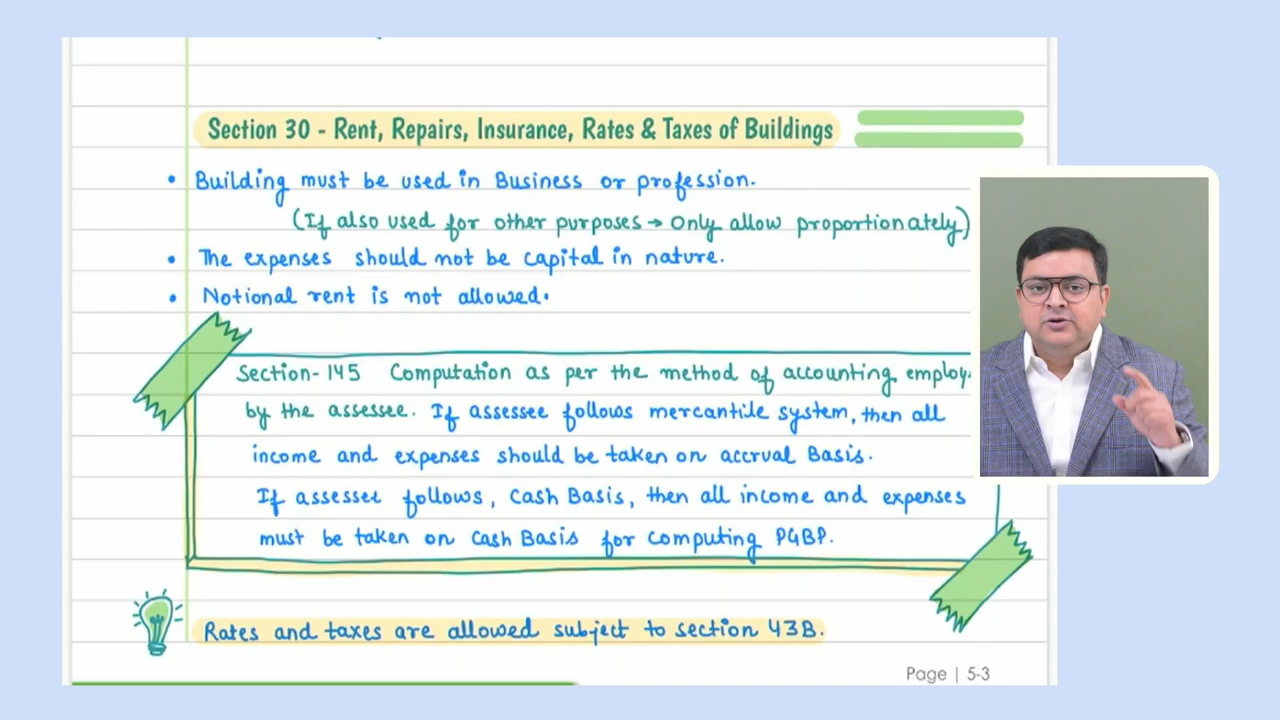 Section 30 - Rent, Repairs, Insurance, Rates & Taxes of Buildings
• Building must be used in Business or profession.
(If also used for other purposes → Only allow proportionately)
• The expenses should not be capital in nature.
• Notional rent is not allowed.
Section-145 Computation as per the method of accounting employ
by the assessee. If assessee follows mercantile system, then all
income and expenses should be taken on accrual Basis.
If assessee follows, Cash Basis, then all income and expenses
must be taken on Cash Basis for computing PGBP.
Rates and taxes are allowed subject to section 43B.
Page | 5-3